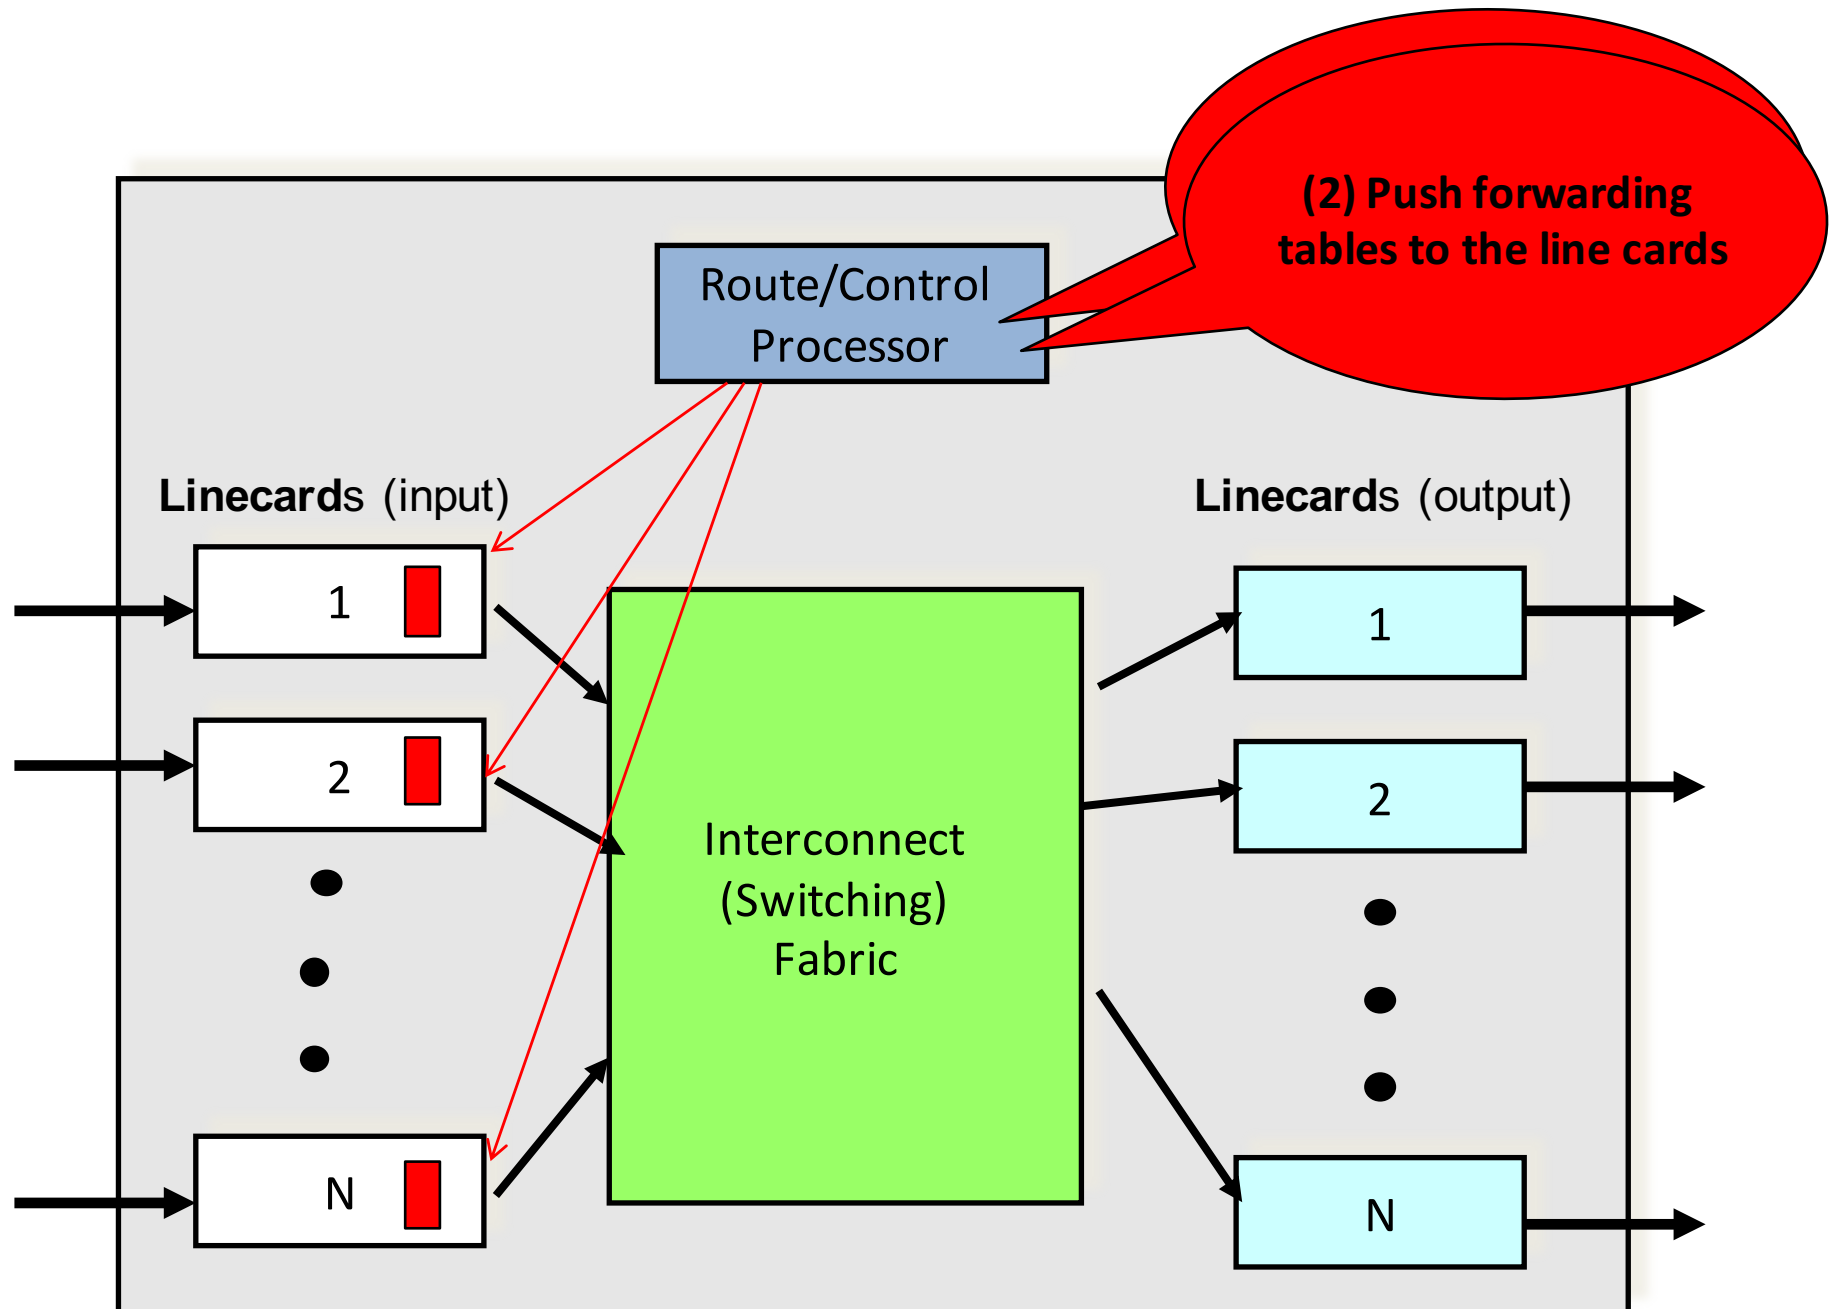 (2) Push forwarding
tables to the line cards
Route/Control
Processor
Linecards (input)
Linecards (output)
1
2
N
Interconnect
(Switching)
Fabric
1
2
N